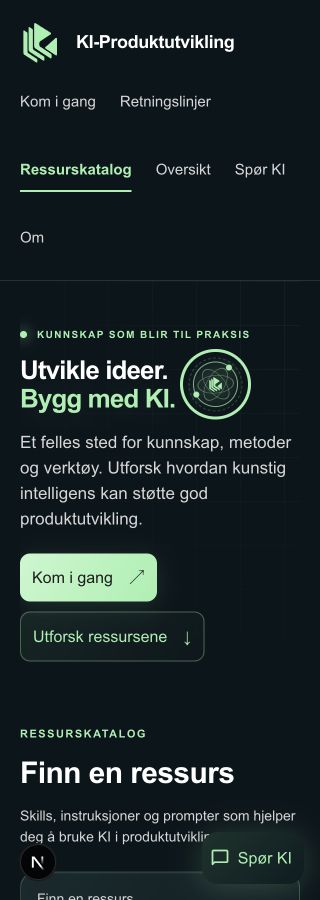 KI-Produktutvikling
Kom i gang Retningslinjer
Ressurskatalog Oversikt Spør KI
Om
KUNNSKAP SOM BLIR TIL PRAKSIS
Utvikle ideer.
Bygg med KI.
Et felles sted for kunnskap, metoder
og verktøy. Utforsk hvordan kunstig
intelligens kan støtte god
produktutvikling.
Kom i gang ↗
Utforsk ressursene ↓
RESSURSKATALOG
Finn en ressurs
Skills, instruksjoner og prompter som hjelper
deg å bruke KI i
N
Spør KI
Finn en ressurs